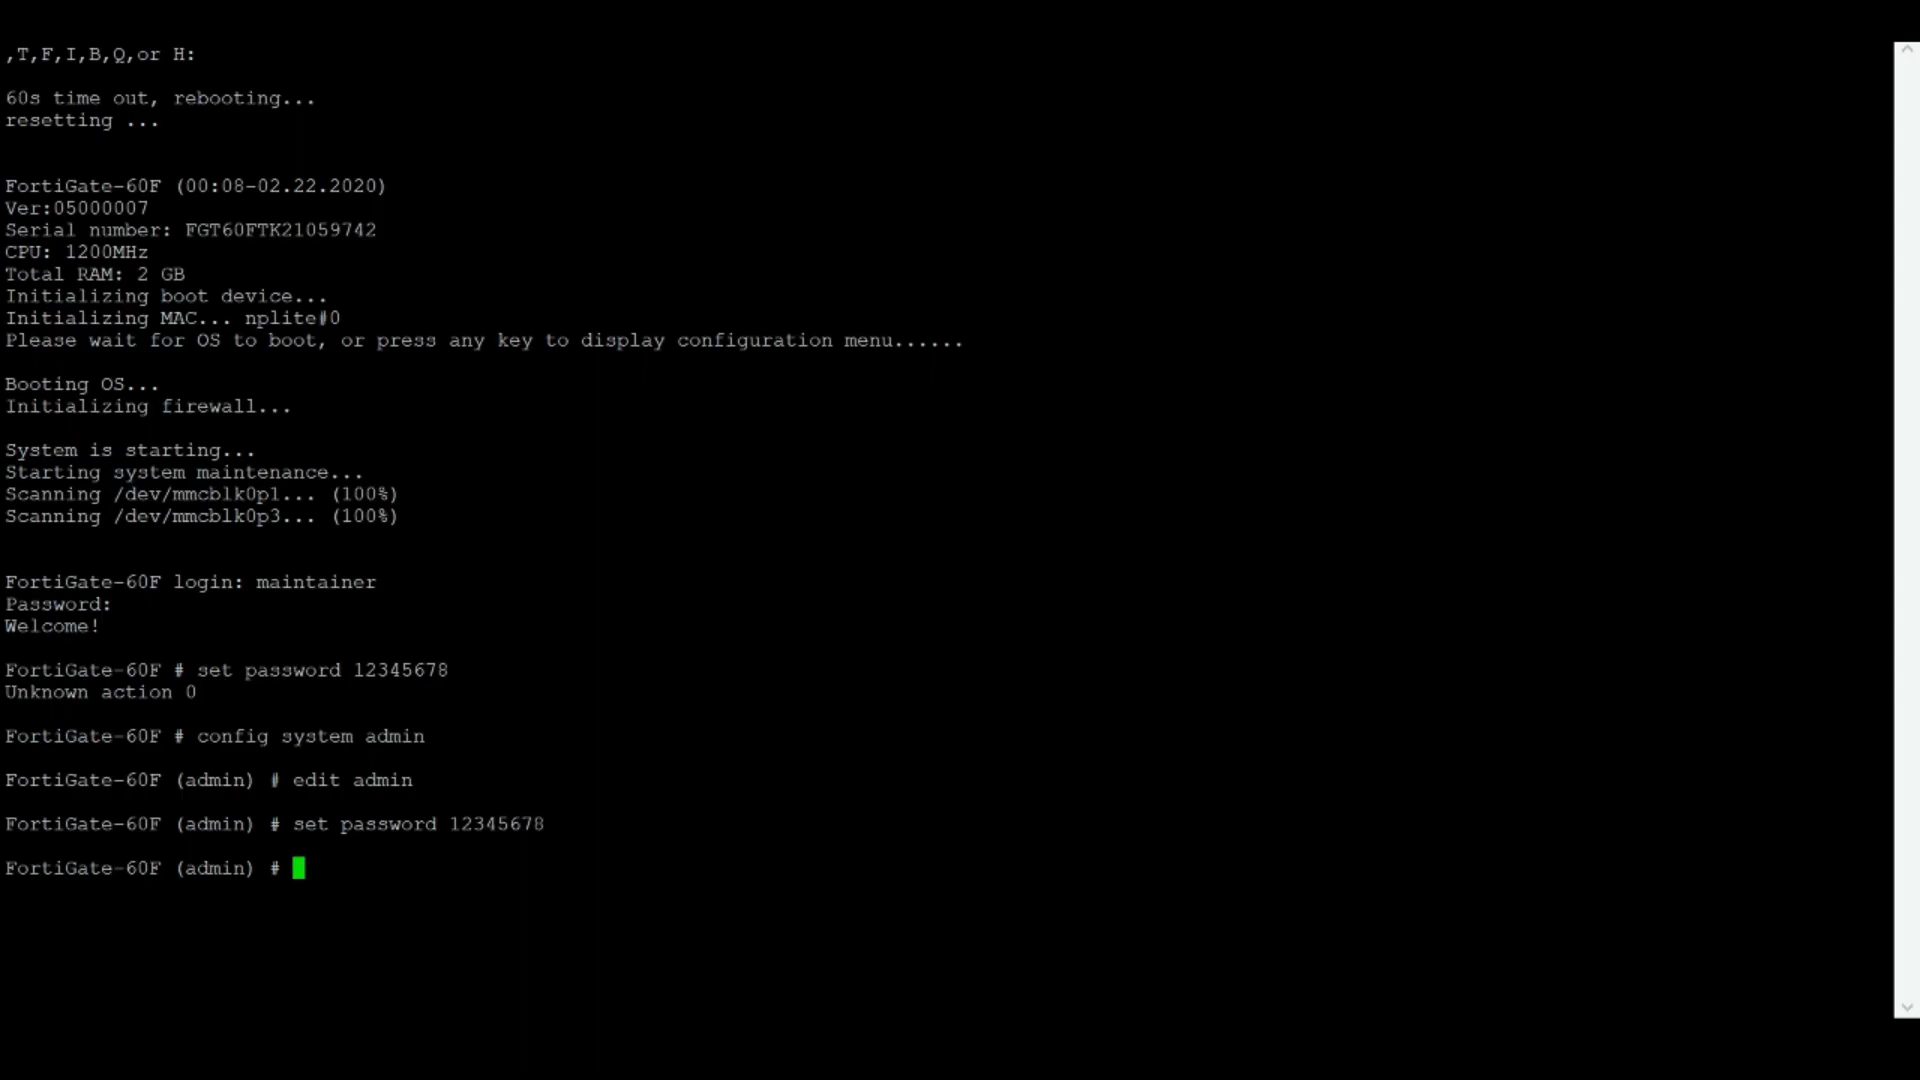 ,T,F,I,B,Q,or H:
60s time out, rebooting...
resetting ...
FortiGate-60F (00:08-02.22.2020)
Ver:05000007
Serial number: FGT60FTK21059742
CPU: 1200MHz
Total RAM: 2 GB
Initializing boot device...
Initializing MAC... nplite#0
Please wait for OS to boot, or press any key to display configuration menu......
Booting OS...
Initializing firewall...
System is starting...
Starting system maintenance...
Scanning /dev/mmcblk0p1... (100%)
Scanning /dev/mmcblk0p3... (100%)
FortiGate-60F login: maintainer
Password:
Welcome!
FortiGate-60F # set password 12345678
Unknown action 0
FortiGate-60F # config system admin
FortiGate-60F (admin) # edit admin
FortiGate-60F (admin) # set password 12345678
FortiGate-60F (admin) #